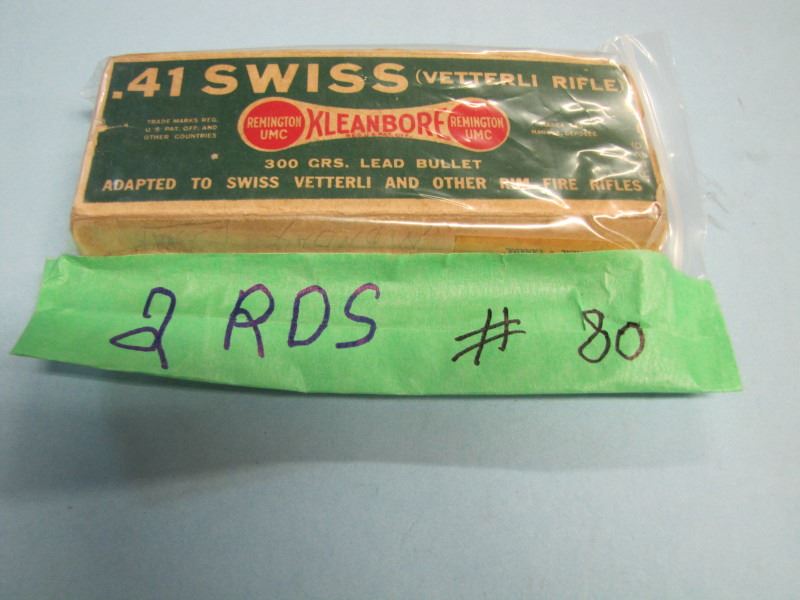 .41 SWISS (VETTERLI RIFLE)
TRADE MARKS REG.
U.S. PAT. OFF. AND
OTHER COUNTRIES
REMINGTON
UMC
KLEANBORE
REMINGTON
UMC
300 GRS. LEAD BULLET
ADAPTED TO SWISS VETTERLI AND OTHER RIM FIRE RIFLES
2 RDS # 80